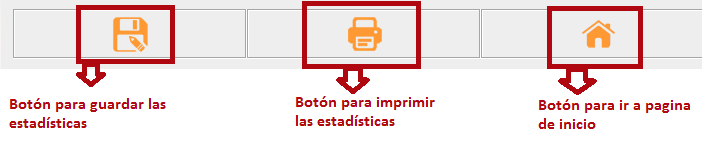 Botón para guardar las
estadísticas
Botón para imprimir
las estadísticas
Botón para ir a pagina
de inicio